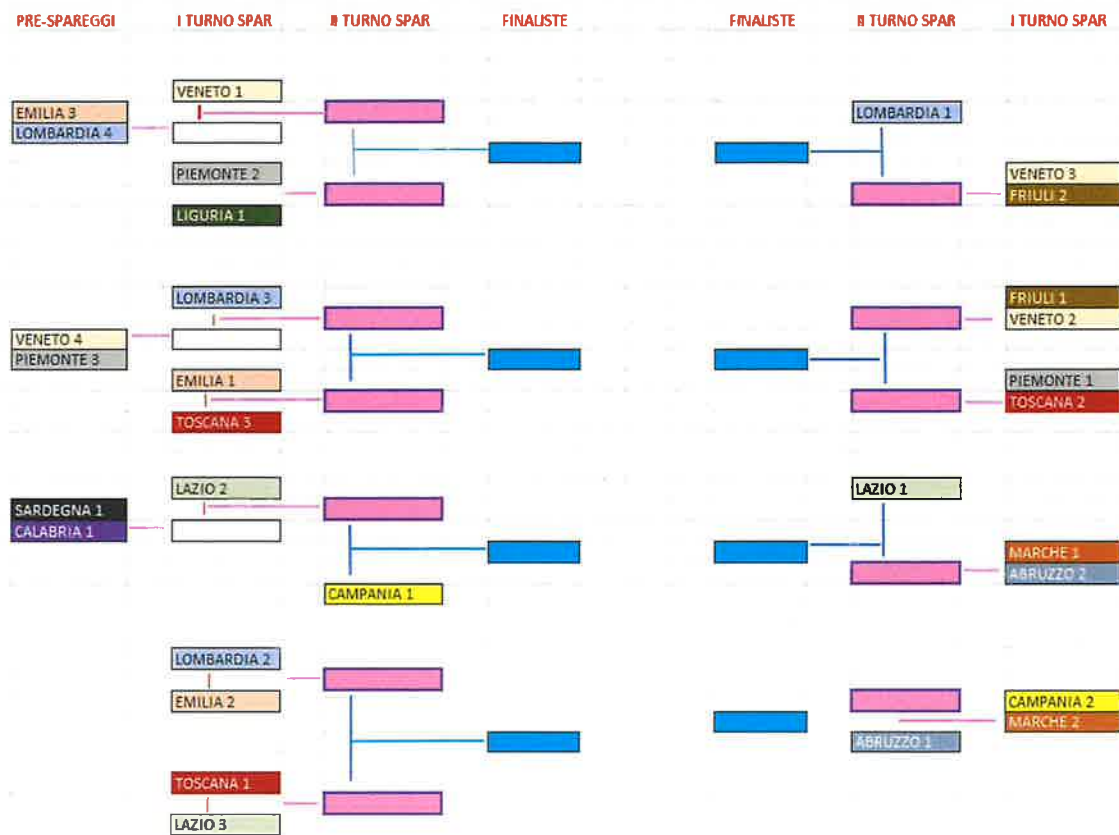 PRE-SPAREGGI
I TURNO SPAR
II TURNO SPAR
FINALISTE
FINALISTE
II TURNO SPAR
I TURNO SPAR
EMILIA 3
LOMBARDIA 4
VENETO 1
PIEMONTE 2
LIGURIA 1
LOMBARDIA 1
VENETO 3
FRIULI 2
VENETO 4
PIEMONTE 3
LOMBARDIA 3
EMILIA 1
TOSCANA 3
FRIULI 1
VENETO 2
PIEMONTE 1
TOSCANA 2
SARDEGNA 1
CALABRIA 1
LAZIO 2
CAMPANIA 1
LAZIO 1
MARCHE 1
ABRUZZO 2
LOMBARDIA 2
EMILIA 2
TOSCANA 1
LAZIO 3
ABRUZZO 1
CAMPANIA 2
MARCHE 2